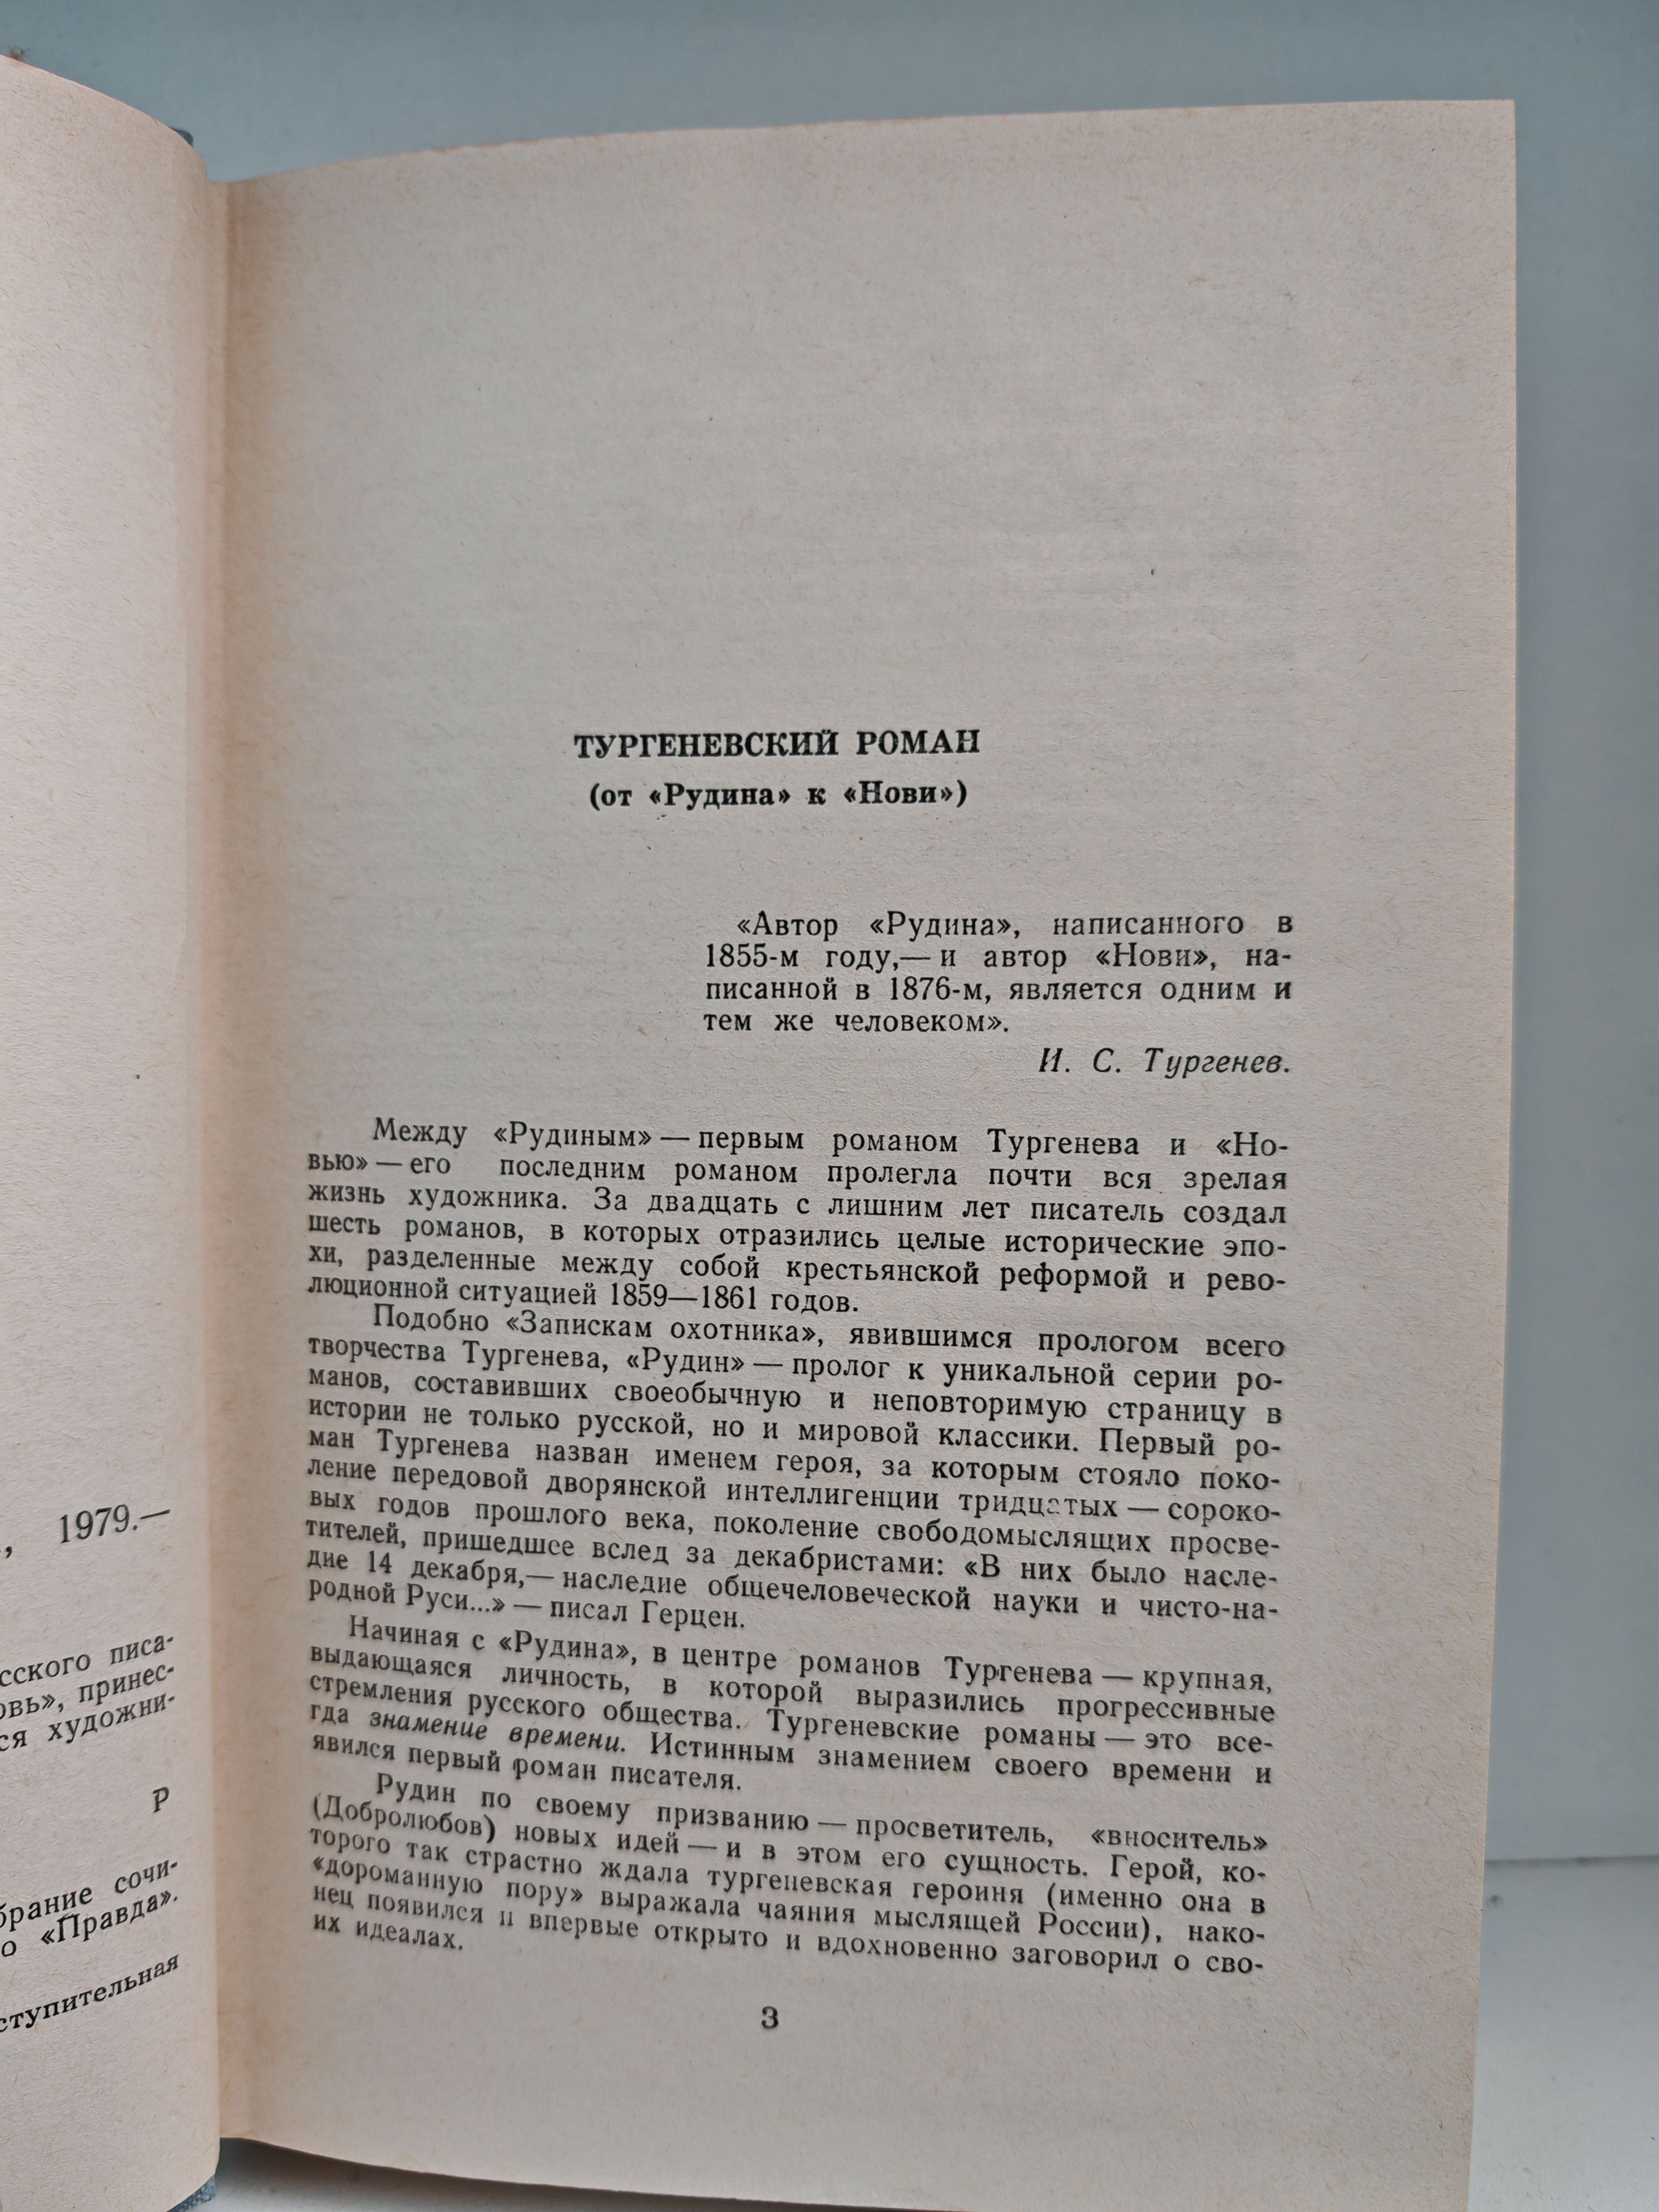 1979.—
писа-
принес-
ся художни-
Р
сочи-
«Правда».
ТУРГЕНЕВСКИЙ РОМАН
(от «Рудина» к «Нови»)
«Автор «Рудина», написанного в
1855-м году,— и автор «Нови», на-
писанной в 1876-м, является одним и
тем же человеком».
И. С. Тургенев.
Между «Рудиным» — первым романом Тургенева и «Но-
вью» — его последним романом пролегла почти вся зрелая
жизнь художника. За двадцать с лишним лет писатель создал
шесть романов, в которых отразились целые исторические эпо-
хи, разделенные между собой крестьянской реформой и рево-
люционной ситуацией 1859—1861 годов.
Подобно «Запискам охотника», явившимся прологом всего
творчества Тургенева, «Рудин» — пролог к уникальной серии ро-
манов, составивших своеобычную и неповторимую страницу в
истории не только русской, но и мировой классики. Первый ро-
ман Тургенева назван именем героя, за которым стояло поко-
ление передовой дворянской интеллигенции тридцатых — сороко-
вых годов прошлого века, поколение свободомыслящих просве-
тителей, пришедшее вслед за декабристами: «В них было насле-
дие 14 декабря,— наследие общечеловеческой науки и чисто-на-
родной Руси...» — писал Герцен.
Начиная с «Рудина», в центре романов Тургенева — крупная,
выдающаяся личность, в которой выразились прогрессивные
стремления русского общества. Тургеневские романы — это все-
гда знамение времени. Истинным знамением своего времени и
явился первый роман писателя.
Рудин по своему призванию — просветитель, «вноситель»
(Добролюбов) новых идей — и в этом его сущность. Герой, ко-
торого так страстно ждала тургеневская героиня (именно она в
«дороманную пору» выражала чаяния мыслящей России), нако-
нец появился и впервые открыто и вдохновенно заговорил о сво-
их идеалах.
3